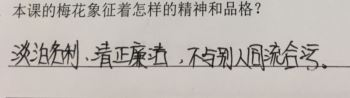 本课的梅花象征着怎样的精神和品格?
淡泊名利、清正廉洁,不与别人同流合污。